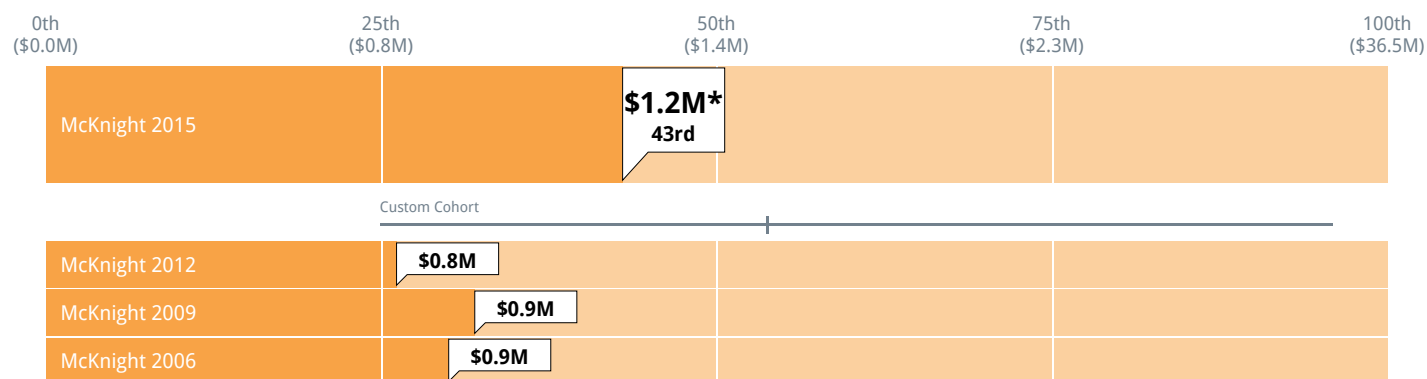 0th 25th 50th 75th 100th
($0.0M) ($0.8M) ($1.4M) ($2.3M) ($36.5M)
McKnight 2015 $1.2M*
43rd
Custom Cohort
McKnight 2012 $0.8M
McKnight 2009 $0.9M
McKnight 2006 $0.9M